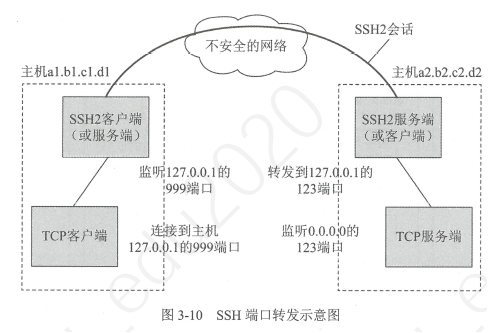 SSH2会话
不安全的网络
主机a1.b1.c1.d1
主机a2.b2.c2.d2
SSH2客户端
（或服务端）
SSH2服务端
（或客户端）
监听127.0.0.1的
999端口
转发到127.0.0.1的
123端口
TCP客户端
连接到主机
127.0.0.1的999端口
监听0.0.0.0的
123端口
TCP服务端
图 3-10 SSH 端口转发示意图